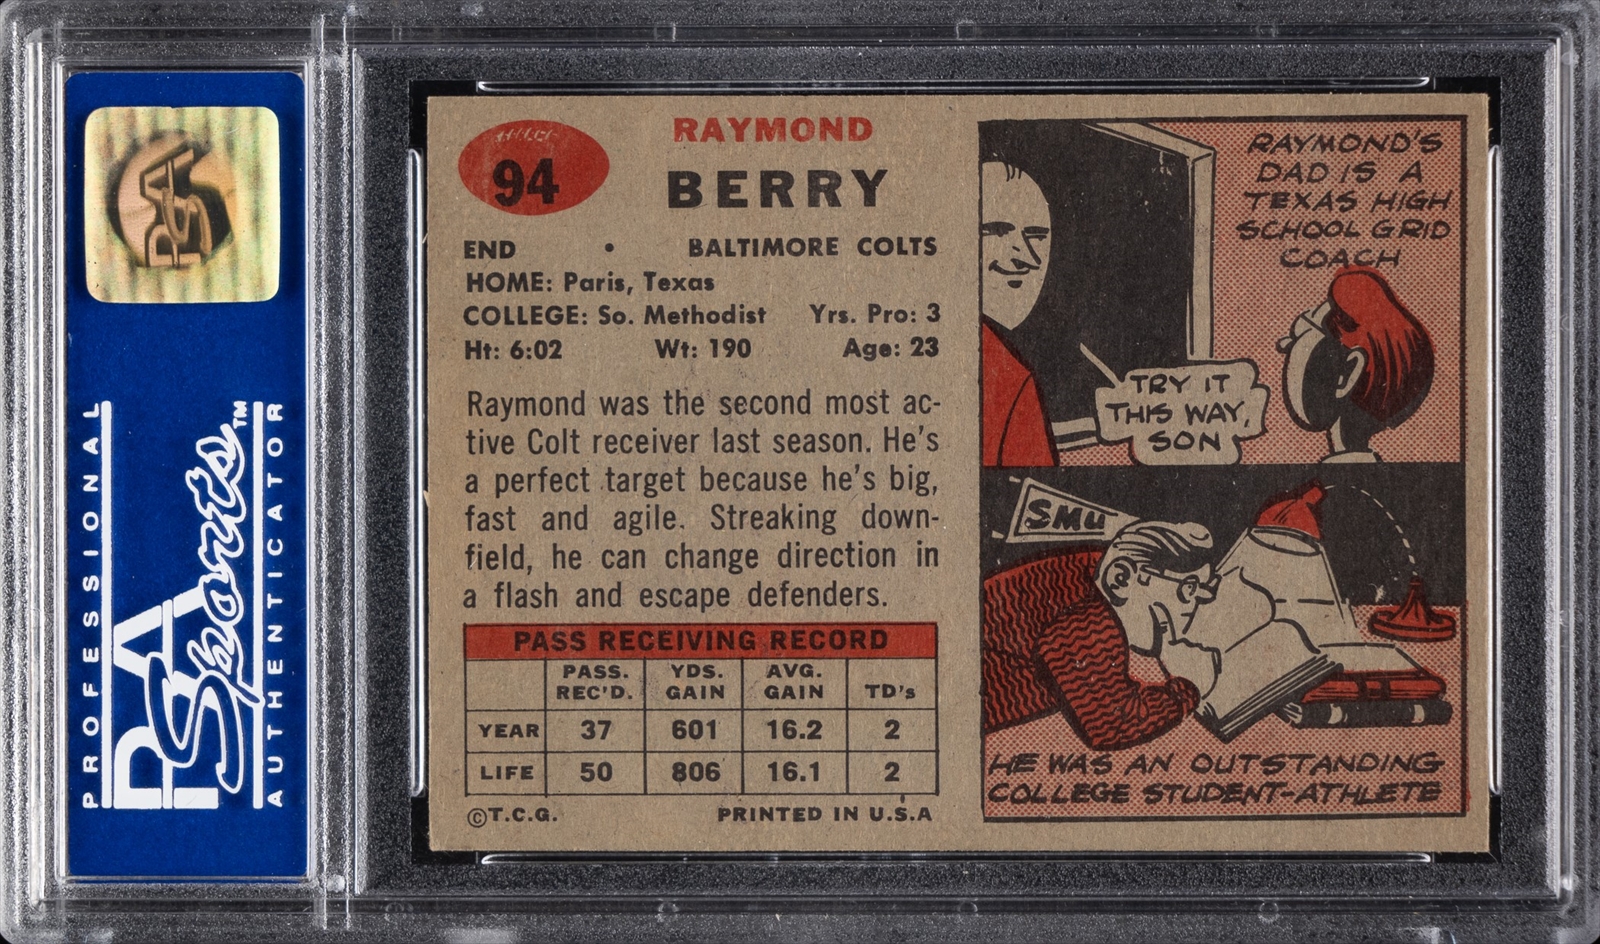 PROFESSIONAL
PSA
Sports™
AUTHENTICATOR
PSA
94
RAYMOND
BERRY
END • BALTIMORE COLTS
HOME: Paris, Texas
COLLEGE: So. Methodist Yrs. Pro: 3
Ht: 6:02 Wt: 190 Age: 23
Raymond was the second most ac-
tive Colt receiver last season. He's
a perfect target because he's big,
fast and agile. Streaking down-
field, he can change direction in
a flash and escape defenders.
PASS RECEIVING RECORD
PASS. REC'D. YDS. GAIN AVG. GAIN TD's
YEAR 37 601 16.2 2
LIFE 50 806 16.1 2
©T.C.G. PRINTED IN U.S.A
RAYMOND'S
DAD IS A
TEXAS HIGH
SCHOOL GRID
COACH
TRY IT
THIS WAY,
SON
SMU
HE WAS AN OUTSTANDING
COLLEGE STUDENT-ATHLETE